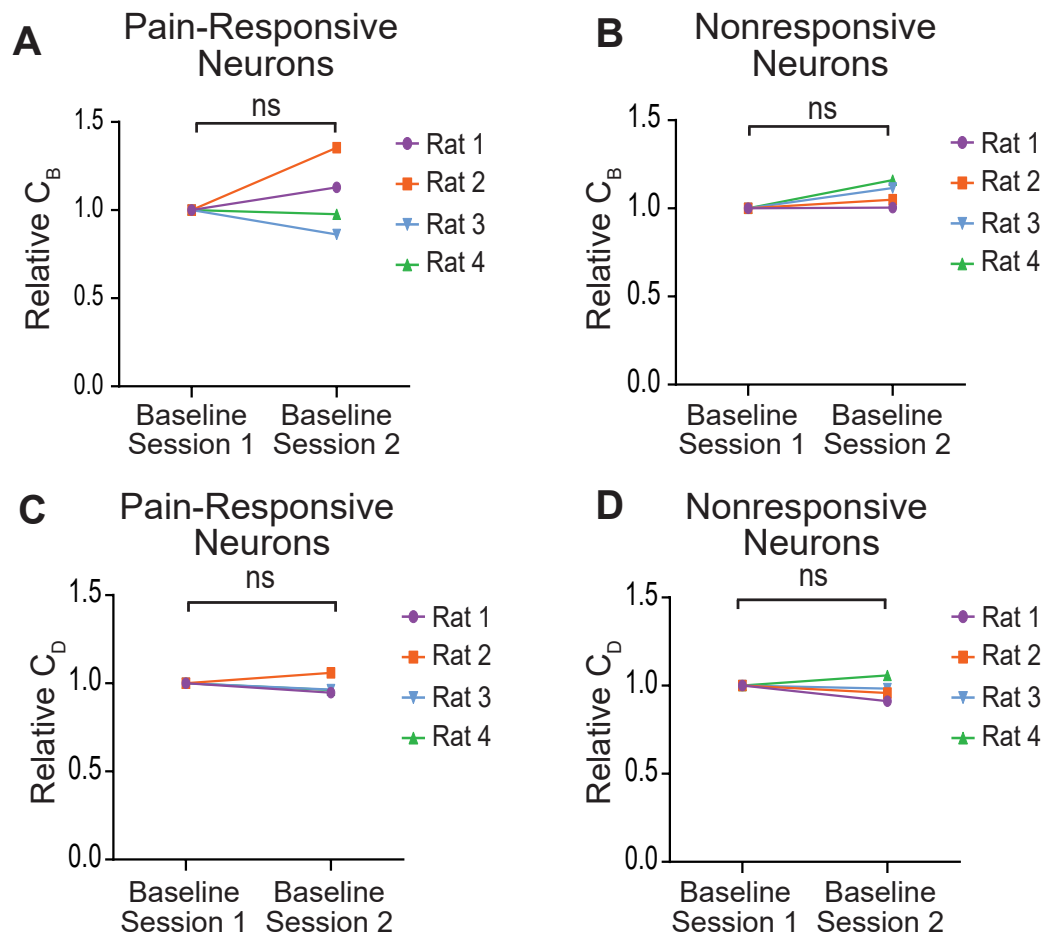 A
Pain-Responsive
Neurons
ns
1.5
1.0
0.5
0.0
Relative C_B
Rat 1
Rat 2
Rat 3
Rat 4
Baseline
Session 1
Baseline
Session 2
B
Nonresponsive
Neurons
ns
1.5
1.0
0.5
0.0
Relative C_B
Rat 1
Rat 2
Rat 3
Rat 4
Baseline
Session 1
Baseline
Session 2
C
Pain-Responsive
Neurons
ns
1.5
1.0
0.5
0.0
Relative C_D
Rat 1
Rat 2
Rat 3
Rat 4
Baseline
Session 1
Baseline
Session 2
D
Nonresponsive
Neurons
ns
1.5
1.0
0.5
0.0
Relative C_D
Rat 1
Rat 2
Rat 3
Rat 4
Baseline
Session 1
Baseline
Session 2